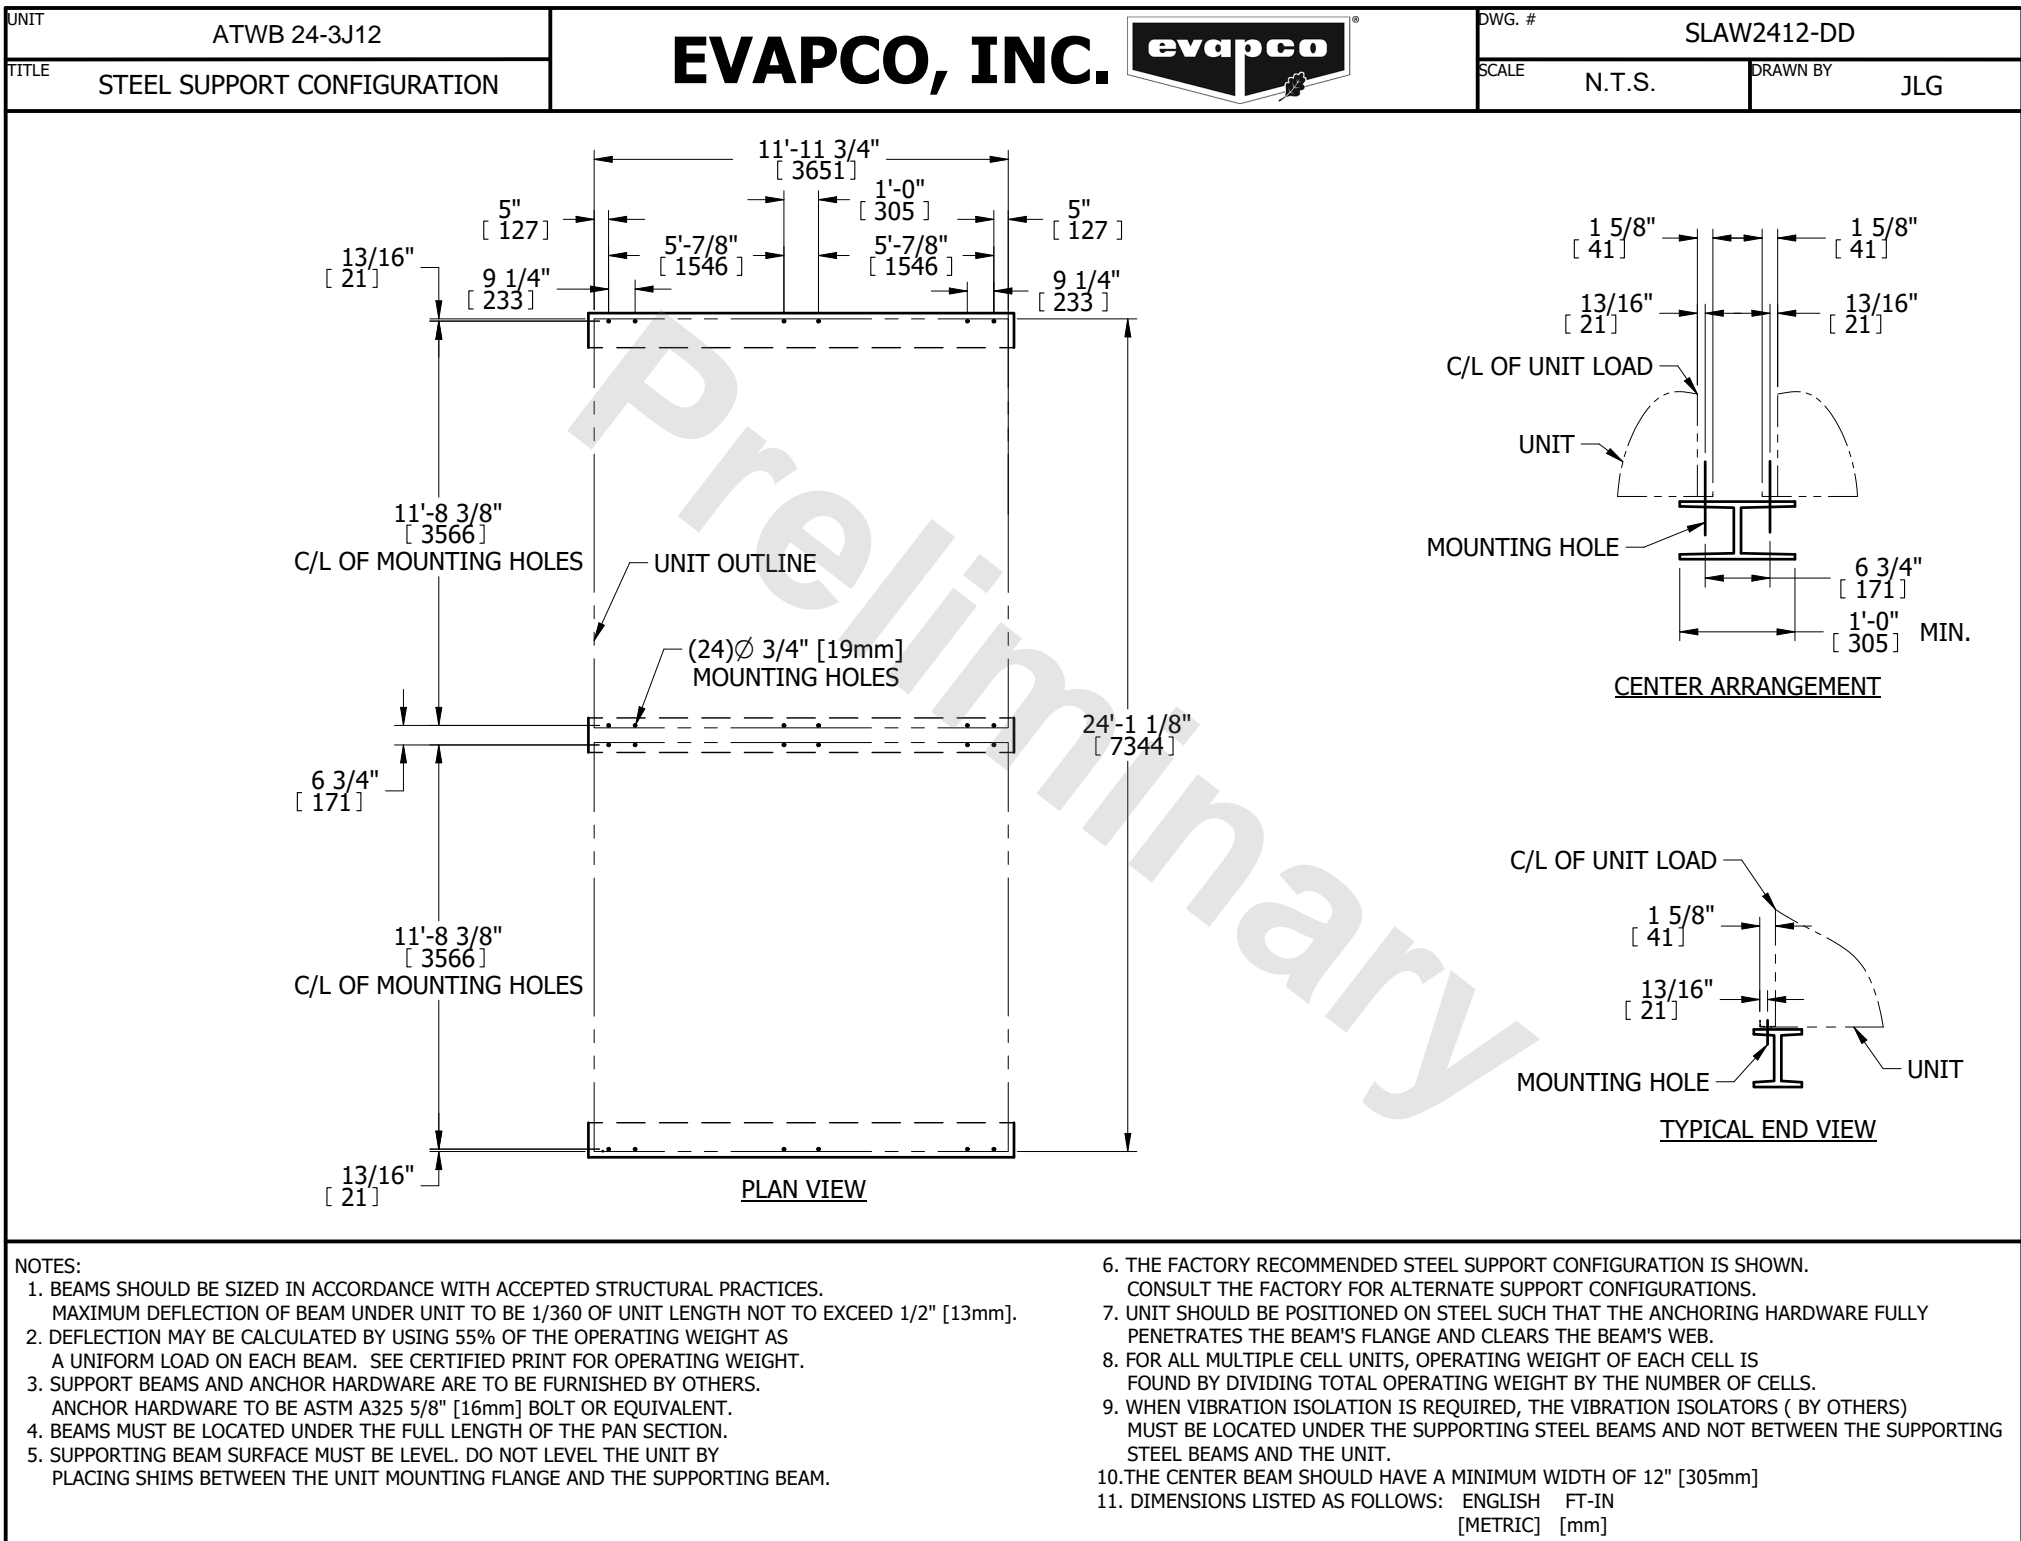 UNIT
ATWB 24-3J12
TITLE
STEEL SUPPORT CONFIGURATION
EVAPCO, INC.
evapco
®
DWG. #
SLAW2412-DD
SCALE
N.T.S.
DRAWN BY
JLG
11'-11 3/4"
[ 3651 ]
1'-0"
[ 305 ]
5"
[ 127 ]
5"
[ 127 ]
5'-7/8"
[ 1546 ]
5'-7/8"
[ 1546 ]
13/16"
[ 21 ]
9 1/4"
[ 233 ]
9 1/4"
[ 233 ]
11'-8 3/8"
[ 3566 ]
C/L OF MOUNTING HOLES
UNIT OUTLINE
(24)Ø 3/4" [19mm]
MOUNTING HOLES
24'-1 1/8"
[ 7344 ]
6 3/4"
[ 171 ]
11'-8 3/8"
[ 3566 ]
C/L OF MOUNTING HOLES
13/16"
[ 21 ]
PLAN VIEW
Preliminary
1 5/8"
[ 41 ]
1 5/8"
[ 41 ]
13/16"
[ 21 ]
13/16"
[ 21 ]
C/L OF UNIT LOAD
UNIT
MOUNTING HOLE
6 3/4"
[ 171 ]
1'-0"
[ 305 ] MIN.
CENTER ARRANGEMENT
C/L OF UNIT LOAD
1 5/8"
[ 41 ]
13/16"
[ 21 ]
MOUNTING HOLE
UNIT
TYPICAL END VIEW
NOTES:
1. BEAMS SHOULD BE SIZED IN ACCORDANCE WITH ACCEPTED STRUCTURAL PRACTICES.
MAXIMUM DEFLECTION OF BEAM UNDER UNIT TO BE 1/360 OF UNIT LENGTH NOT TO EXCEED 1/2" [13mm].
2. DEFLECTION MAY BE CALCULATED BY USING 55% OF THE OPERATING WEIGHT AS
A UNIFORM LOAD ON EACH BEAM. SEE CERTIFIED PRINT FOR OPERATING WEIGHT.
3. SUPPORT BEAMS AND ANCHOR HARDWARE ARE TO BE FURNISHED BY OTHERS.
ANCHOR HARDWARE TO BE ASTM A325 5/8" [16mm] BOLT OR EQUIVALENT.
4. BEAMS MUST BE LOCATED UNDER THE FULL LENGTH OF THE PAN SECTION.
5. SUPPORTING BEAM SURFACE MUST BE LEVEL. DO NOT LEVEL THE UNIT BY
PLACING SHIMS BETWEEN THE UNIT MOUNTING FLANGE AND THE SUPPORTING BEAM.
6. THE FACTORY RECOMMENDED STEEL SUPPORT CONFIGURATION IS SHOWN.
CONSULT THE FACTORY FOR ALTERNATE SUPPORT CONFIGURATIONS.
7. UNIT SHOULD BE POSITIONED ON STEEL SUCH THAT THE ANCHORING HARDWARE FULLY
PENETRATES THE BEAM'S FLANGE AND CLEARS THE BEAM'S WEB.
8. FOR ALL MULTIPLE CELL UNITS, OPERATING WEIGHT OF EACH CELL IS
FOUND BY DIVIDING TOTAL OPERATING WEIGHT BY THE NUMBER OF CELLS.
9. WHEN VIBRATION ISOLATION IS REQUIRED, THE VIBRATION ISOLATORS ( BY OTHERS)
MUST BE LOCATED UNDER THE SUPPORTING STEEL BEAMS AND NOT BETWEEN THE SUPPORTING
STEEL BEAMS AND THE UNIT.
10.THE CENTER BEAM SHOULD HAVE A MINIMUM WIDTH OF 12" [305mm]
11. DIMENSIONS LISTED AS FOLLOWS: ENGLISH FT-IN
[METRIC] [mm]